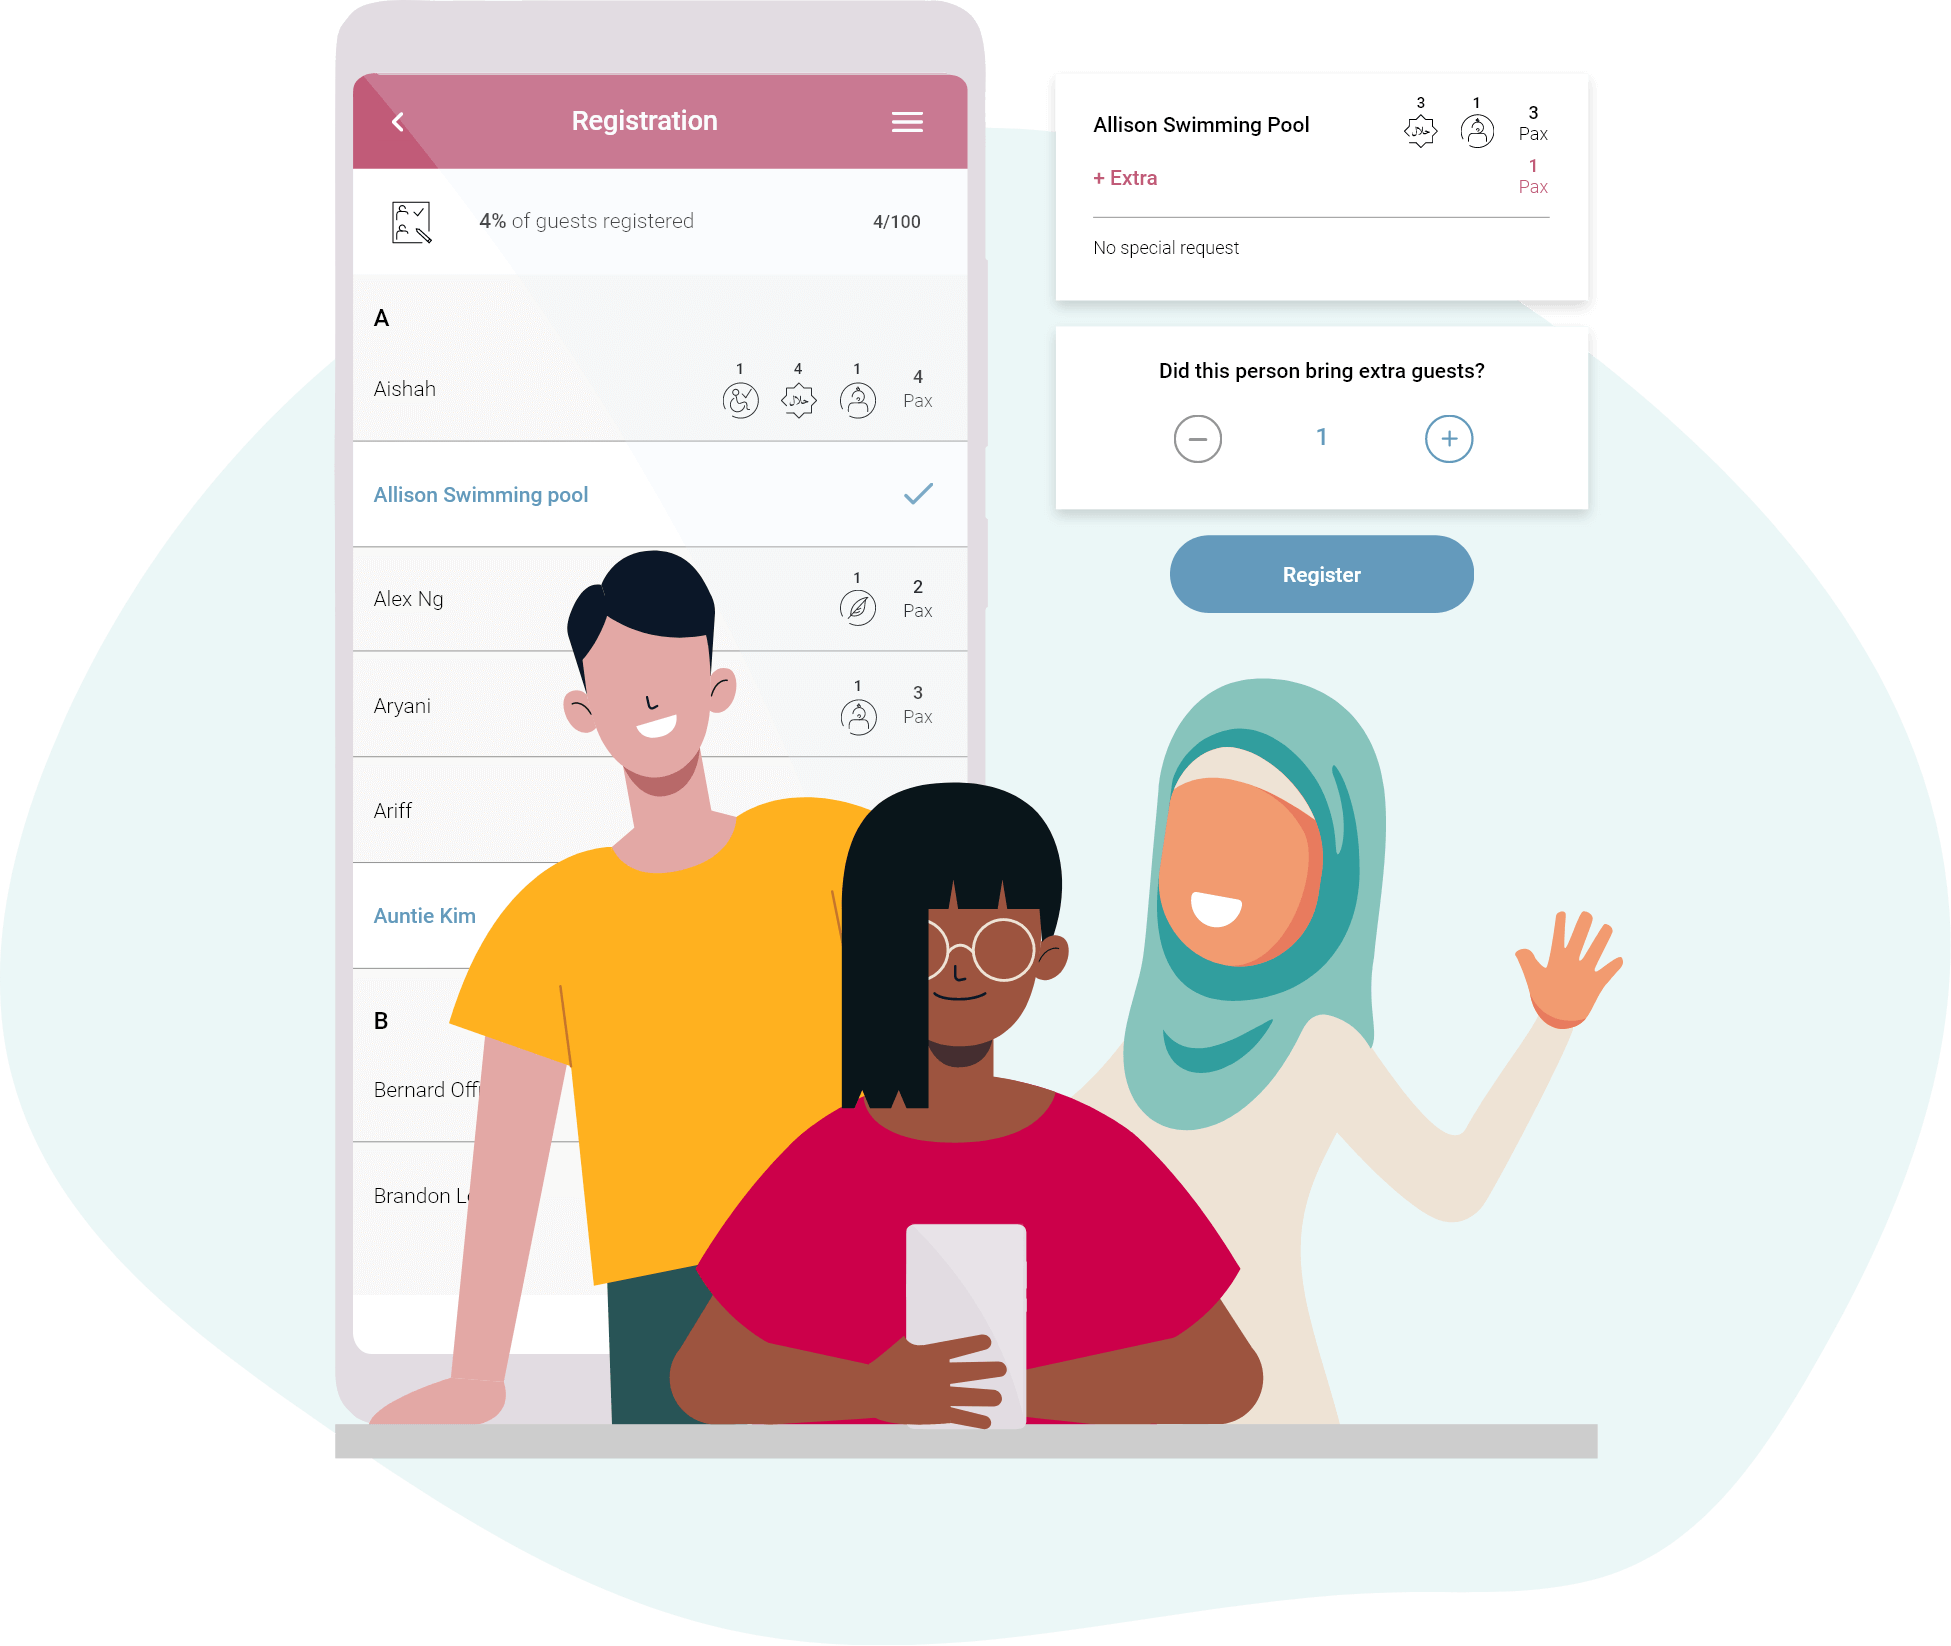 Registration
4% of guests registered
4/100
A
Aishah
1
4
1
4
Pax
حلال
Allison Swimming pool
Alex Ng
1
2
Pax
Aryani
1
3
Pax
Ariff
Auntie Kim
B
Bernard Off
Brandon L
Allison Swimming Pool
3
1
3
Pax
حلال
+ Extra
1
Pax
No special request
Did this person bring extra guests?
1
Register